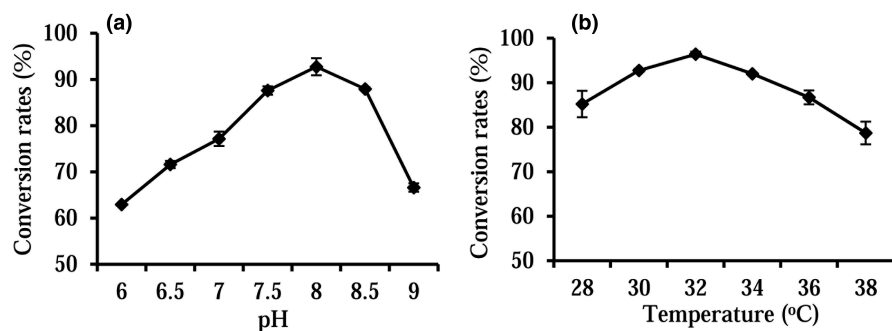 (a)
Conversion rates (%)
100
90
80
70
60
50
6 6.5 7 7.5 8 8.5 9
pH
(b)
Conversion rates (%)
100
90
80
70
60
50
28 30 32 34 36 38
Temperature (ºC)